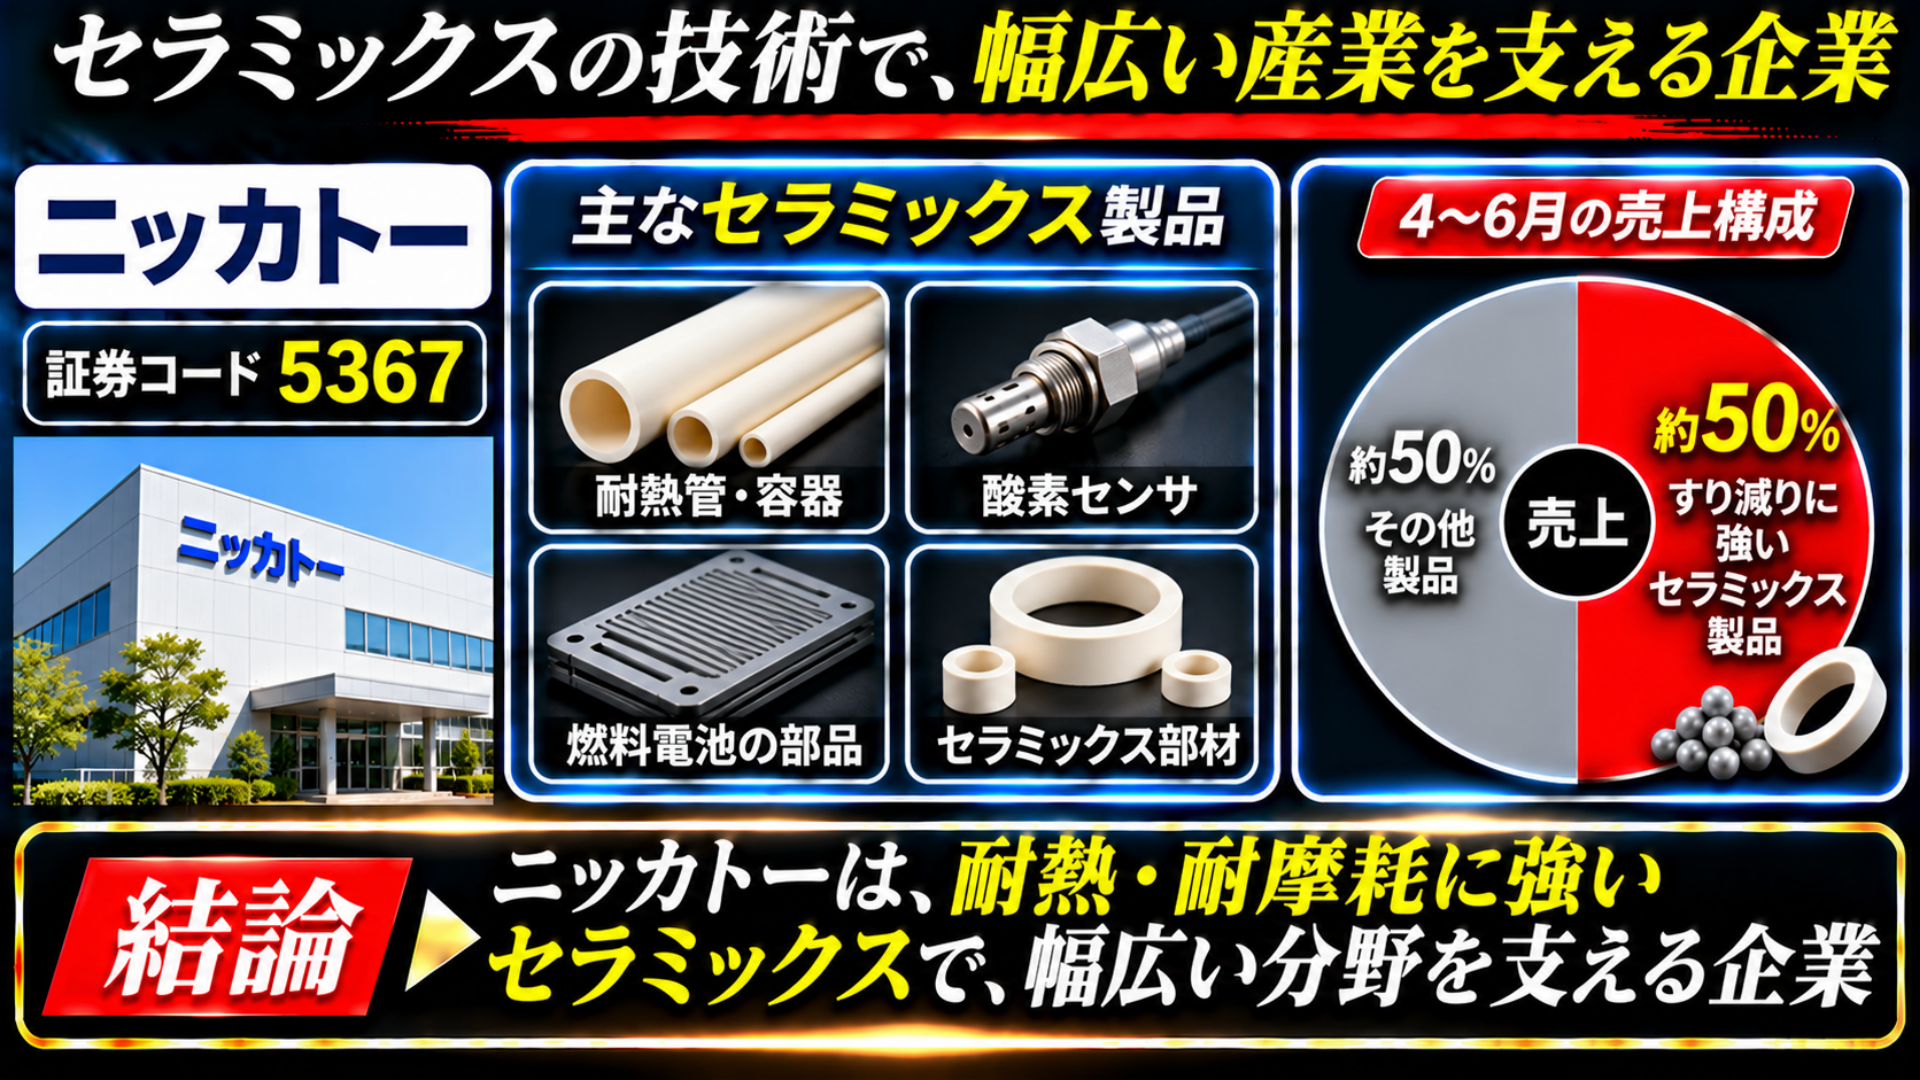 セラミックスの技術で、幅広い産業を支える企業
ニッカトー
証券コード 5367
ニッカトー
主なセラミックス製品
耐熱管・容器
酸素センサ
燃料電池の部品
セラミックス部材
4～6月の売上構成
約50%
その他
製品
売上
約50%
すり減りに
強い
セラミックス
製品
結論
ニッカトーは、耐熱・耐摩耗に強い
セラミックスで、幅広い分野を支える企業